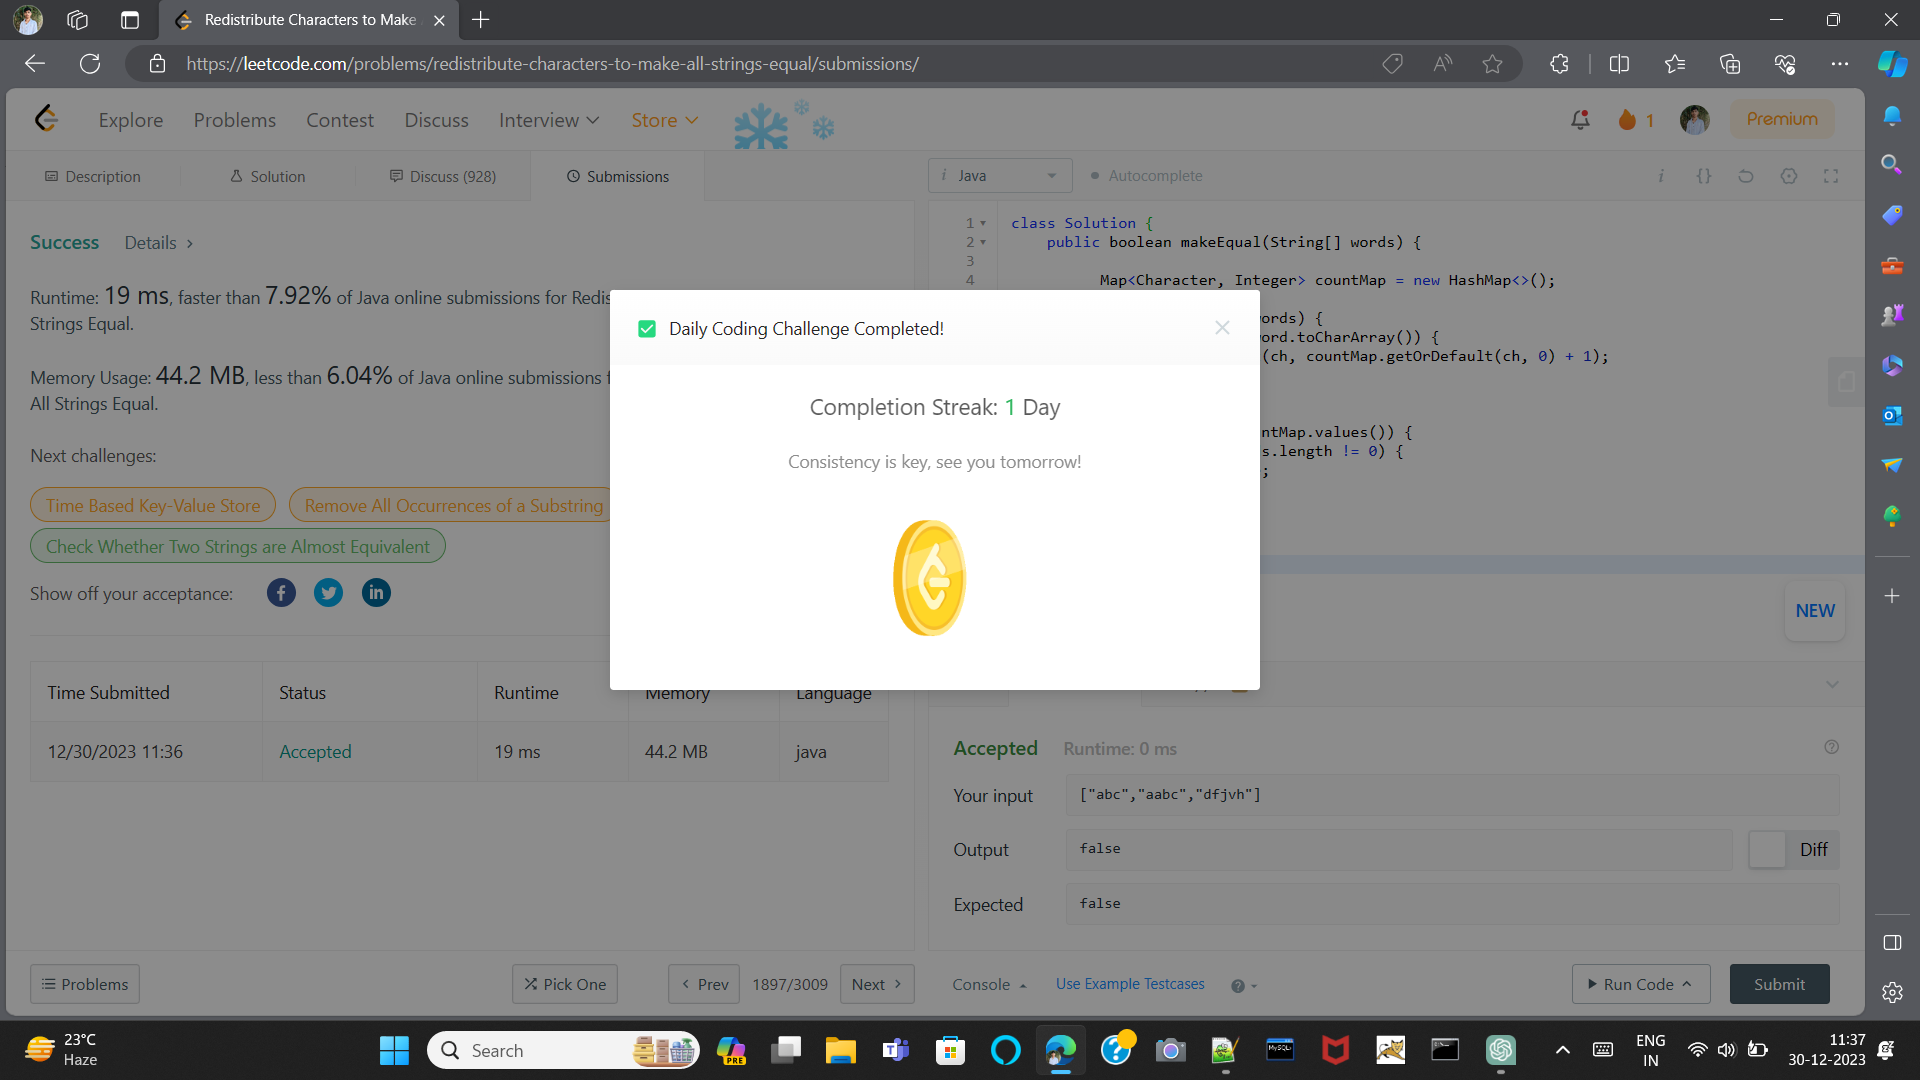 Redistribute Characters to Make
https://leetcode.com/problems/redistribute-characters-to-make-all-strings-equal/submissions/
Explore
Problems
Contest
Discuss
Interview
Store
1
Premium
Description
Solution
Discuss (928)
Submissions
i Java
Autocomplete
i
{}
Success
Details >
Runtime: 19 ms, faster than 7.92% of Java online submissions for Redis
Strings Equal.
Memory Usage: 44.2 MB, less than 6.04% of Java online submissions f
All Strings Equal.
Next challenges:
Time Based Key-Value Store
Remove All Occurrences of a Substring
Check Whether Two Strings are Almost Equivalent
Show off your acceptance:
Time Submitted
Status
Runtime
Memory
Language
12/30/2023 11:36
Accepted
19 ms
44.2 MB
java
1
class Solution {
2
public boolean makeEqual(String[] words) {
3
4
Map<Character, Integer> countMap = new HashMap<>();
ords) {
ord.toCharArray()) {
(ch, countMap.getOrDefault(ch, 0) + 1);
ntMap.values()) {
s.length != 0) {
;
Daily Coding Challenge Completed!
Completion Streak: 1 Day
Consistency is key, see you tomorrow!
NEW
Accepted
Runtime: 0 ms
Your input
["abc","aabc","dfjvh"]
Output
false
Diff
Expected
false
Problems
Pick One
< Prev
1897/3009
Next >
Console
Use Example Testcases
Run Code
Submit
23°C
Haze
Search
PRE
MySQL
ENG
IN
11:37
30-12-2023